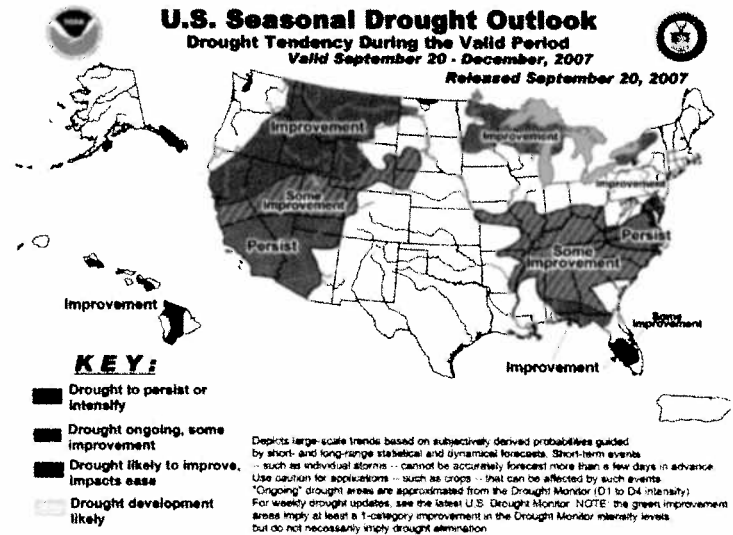 U.S. Seasonal Drought Outlook
Drought Tendency During the Valid Period
Valid September 20 - December, 2007
Released September 20, 2007
Improvement
Improvement
Some
Improvement
Improvement
Persist
Persist
Some
Improvement
Improvement
Some
Improvement
Improvement
KEY:
Drought to persist or
intensify
Drought ongoing, some
improvement
Drought likely to improve,
impacts ease
Drought development
likely
Depicts large-scale trends based on subjectively derived probabilities guided
by short- and long-range statistical and dynamical forecasts. Short-term events
-- such as individual storms -- cannot be accurately forecast more than a few days in advance.
Use caution for applications -- such as crops -- that can be affected by such events.
"Ongoing" drought areas are approximated from the Drought Monitor (D1 to D4 intensity)
For weekly drought updates, see the latest U.S. Drought Monitor. NOTE: the green improvement
areas imply at least a 1-category improvement in the Drought Monitor intensity levels
but do not necessarily imply drought elimination